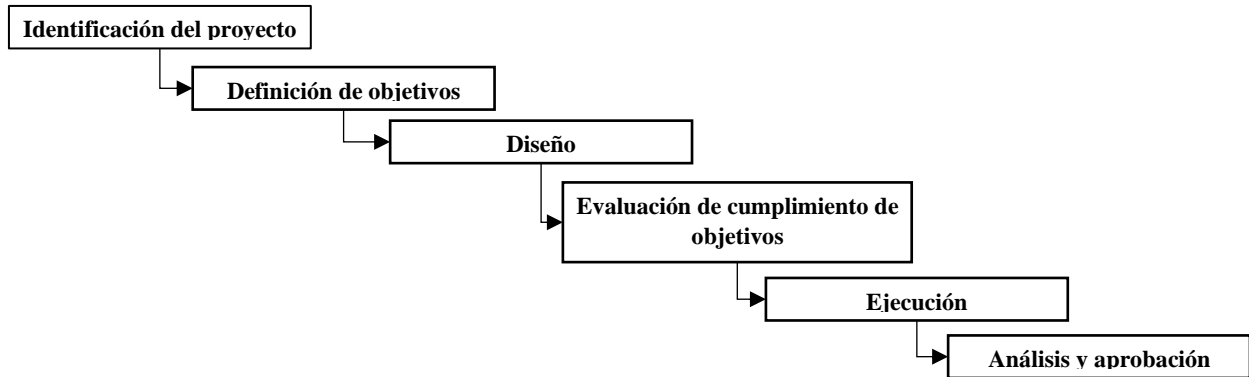 Identificación del proyecto
Definición de objetivos
Diseño
Evaluación de cumplimiento de
objetivos
Ejecución
Análisis y aprobación